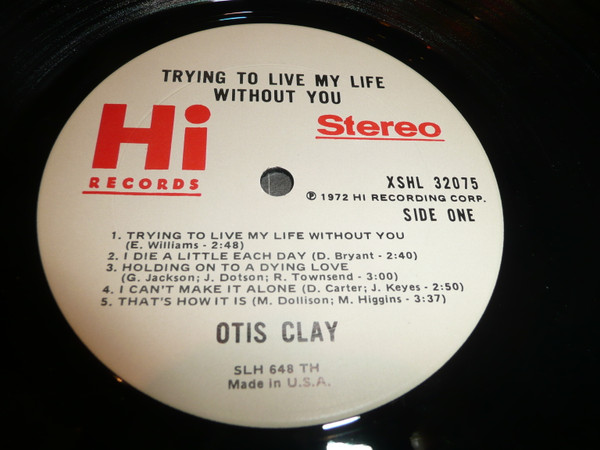 TRYING TO LIVE MY LIFE
WITHOUT YOU
Hi
RECORDS
Stereo
XSHL 32075
℗ 1972 HI RECORDING CORP.
SIDE ONE
1. TRYING TO LIVE MY LIFE WITHOUT YOU
(E. Williams - 2:48)
2. I DIE A LITTLE EACH DAY (D. Bryant - 2:40)
3. HOLDING ON TO A DYING LOVE
(G. Jackson; J. Dotson; R. Townsend - 3:00)
4. I CAN'T MAKE IT ALONE (D. Carter; J. Keyes - 2:50)
5. THAT'S HOW IT IS (M. Dollison; M. Higgins - 3:37)
OTIS CLAY
SLH 648 TH
Made in U.S.A.